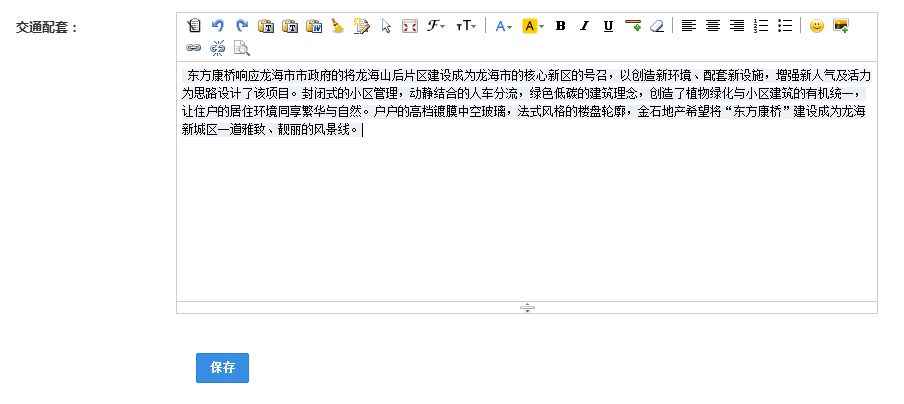 交通配套：
东方康桥响应龙海市市政府的将龙海山后片区建设成为龙海市的核心新区的号召，以创造新环境、配套新设施，增强新人气及活力
为思路设计了该项目。封闭式的小区管理，动静结合的人车分流，绿色低碳的建筑理念，创造了植物绿化与小区建筑的有机统一，
让住户的居住环境同享繁华与自然。户户的高档镀膜中空玻璃，法式风格的楼盘轮廓，金石地产希望将“东方康桥”建设成为龙海
新城区一道雅致、靓丽的风景线。
保存